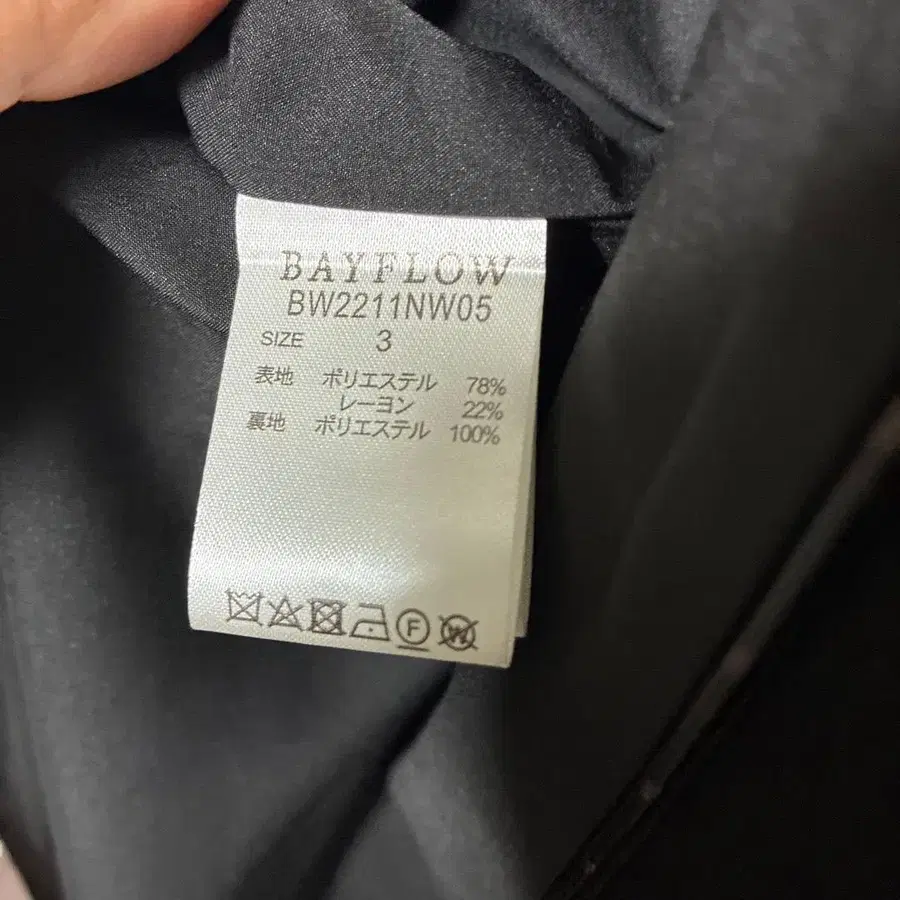 BAYFLOW
BW2211NW05
SIZE 3
表地 ポリエステル 78%
レーヨン 22%
裏地 ポリエステル 100%
F
W